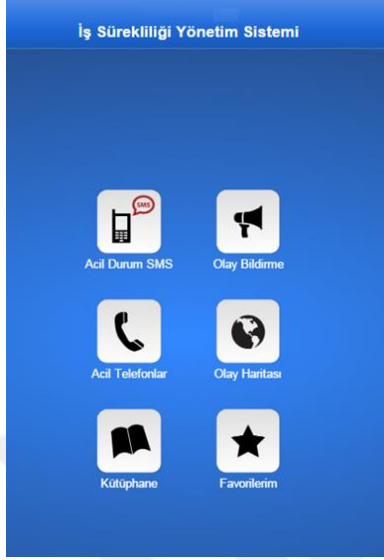 İş Sürekliliği Yönetim Sistemi
SMS
Acil Durum SMS
Olay Bildirme
Acil Telefonlar
Olay Haritası
Kütüphane
Favorilerim